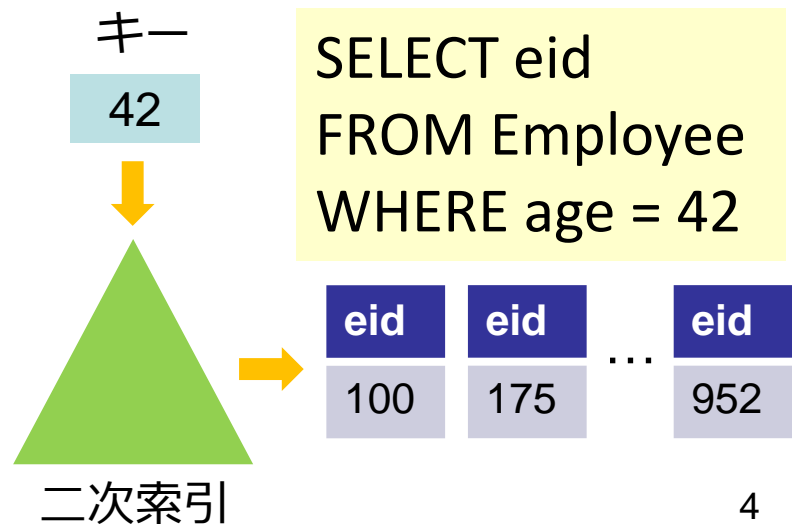 キー
42
SELECT eid
FROM Employee
WHERE age = 42
eid eid … eid
100 175 952
二次索引
4